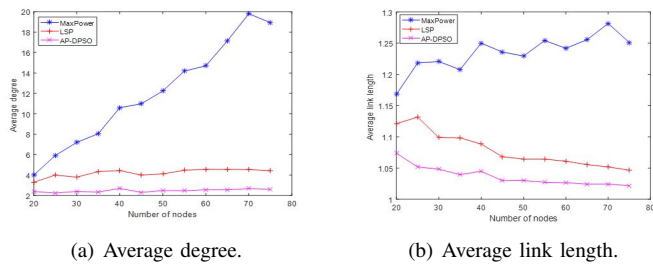 MaxPower
LSP
AP-DPSO
Average degree
20
18
16
14
12
10
8
6
4
2
20 30 40 50 60 70 80
Number of nodes
(a) Average degree.
MaxPower
LSP
AP-DPSO
Average link length
1.3
1.25
1.2
1.15
1.1
1.05
1
20 30 40 50 60 70 80
Number of nodes
(b) Average link length.